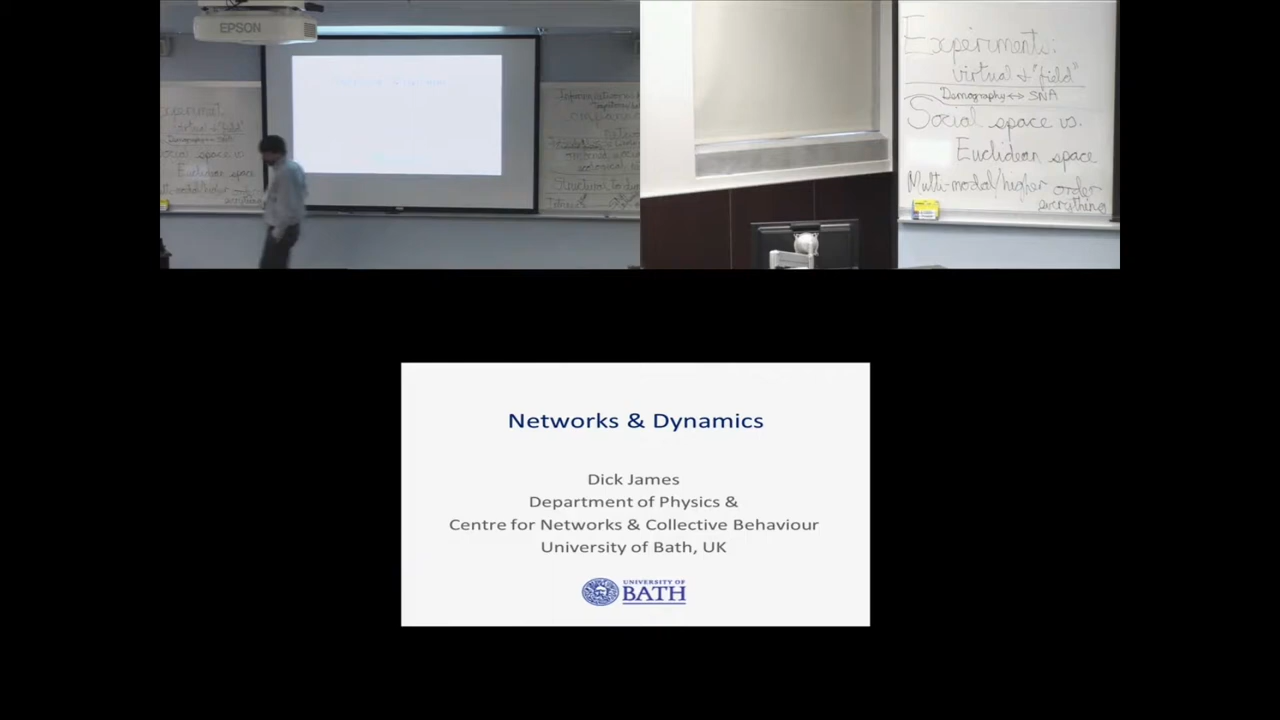 EPSON
Experiments:
virtual & "field"
Demography ↔ SNA
Social space vs.
Euclidean space
Multi-modal/higher order
everything
Networks & Dynamics
Dick James
Department of Physics &
Centre for Networks & Collective Behaviour
University of Bath, UK
UNIVERSITY OF
BATH